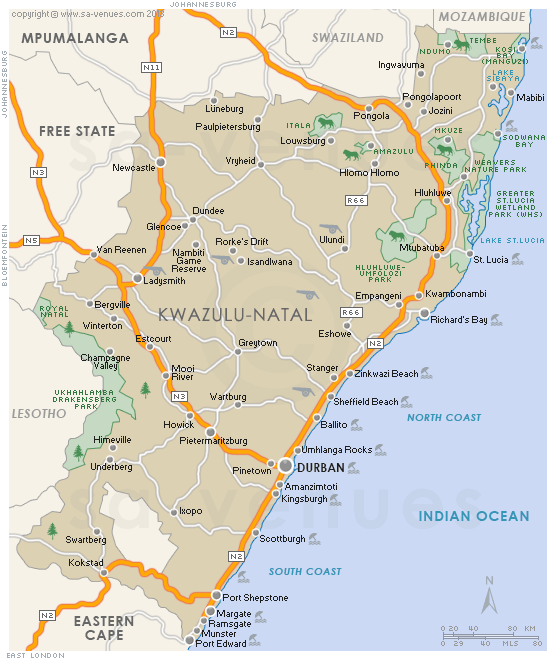 copyright © www.sa-venues.com 2013
JOHANNESBURG
MOZAMBIQUE
MPUMALANGA
N2
SWAZILAND
TEMBE
NDUMO
KOSI
BAY
(MANGUZI)
JOHANNESBURG
N11
Ingwavuma
LAKE
SIBAYA
Lüneburg
Pongolapoort
Mabibi
Paulpietersburg
Pongola
Jozini
FREE STATE
ITALA
MKUZE
SODWANA
BAY
Louwsburg
AMAZULU
Newcastle
Vryheid
PHINDA
WEAVERS
NATURE PARK
N3
Hlomo Hlomo
R66
Hluhluwe
GREATER
ST.LUCIA
WETLAND
PARK (WHS)
Dundee
Glencoe
Ulundi
Mtubatuba
LAKE ST.LUCIA
N5
Van Reenen
Rorke's Drift
Nambiti
Game
Reserve
Isandlwana
St. Lucia
BLOEMFONTEIN
HLUHLUWE-
UMFOLOZI
PARK
Ladysmith
Empangeni
Kwambonambi
ROYAL
NATAL
Bergville
KWAZULU-NATAL
R66
Richard's Bay
Winterton
Eshowe
Estcourt
Greytown
N2
Champagne
Valley
Mooi
River
Stanger
Zinkwazi Beach
UKHAHLAMBA
DRAKENSBERG
PARK
N3
Wartburg
Sheffield Beach
LESOTHO
Howick
Ballito
NORTH COAST
Himeville
Pietermaritzburg
Umhlanga Rocks
Underberg
Pinetown
DURBAN
Amanzimtoti
Kingsburgh
Ixopo
sa-venues
INDIAN OCEAN
Swartberg
Scottburgh
N2
Kokstad
SOUTH COAST
Port Shepstone
N
N2
Margate
EASTERN
CAPE
Ramsgate
Munster
Port Edward
0 20 40 80 KM
0 29 40 MLS 80
EAST LONDON